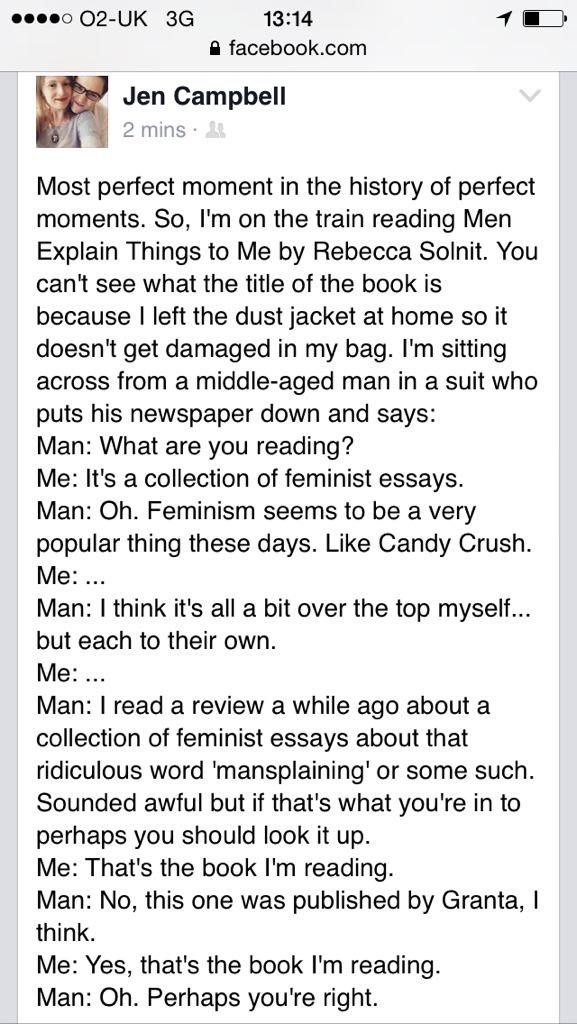 O2-UK 3G 13:14
facebook.com
Jen Campbell
2 mins ·
Most perfect moment in the history of perfect
moments. So, I'm on the train reading Men
Explain Things to Me by Rebecca Solnit. You
can't see what the title of the book is
because I left the dust jacket at home so it
doesn't get damaged in my bag. I'm sitting
across from a middle-aged man in a suit who
puts his newspaper down and says:
Man: What are you reading?
Me: It's a collection of feminist essays.
Man: Oh. Feminism seems to be a very
popular thing these days. Like Candy Crush.
Me: ...
Man: I think it's all a bit over the top myself...
but each to their own.
Me: ...
Man: I read a review a while ago about a
collection of feminist essays about that
ridiculous word 'mansplaining' or some such.
Sounded awful but if that's what you're in to
perhaps you should look it up.
Me: That's the book I'm reading.
Man: No, this one was published by Granta, I
think.
Me: Yes, that's the book I'm reading.
Man: Oh. Perhaps you're right.